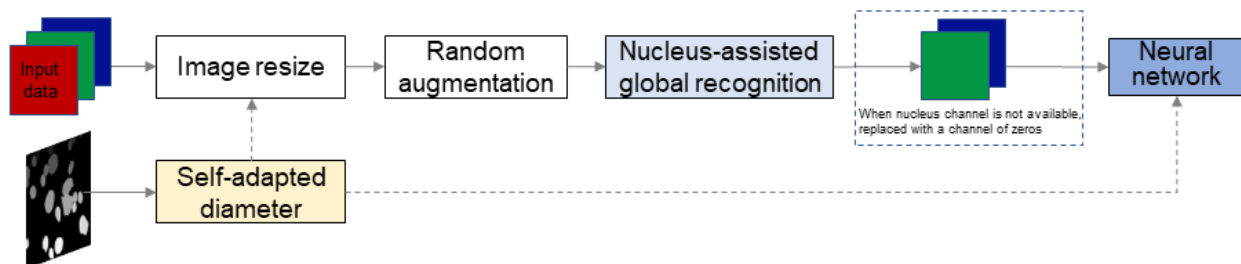 Input
data
Image resize
Random
augmentation
Nucleus-assisted
global recognition
When nucleus channel is not available,
replaced with a channel of zeros
Neural
network
Self-adapted
diameter